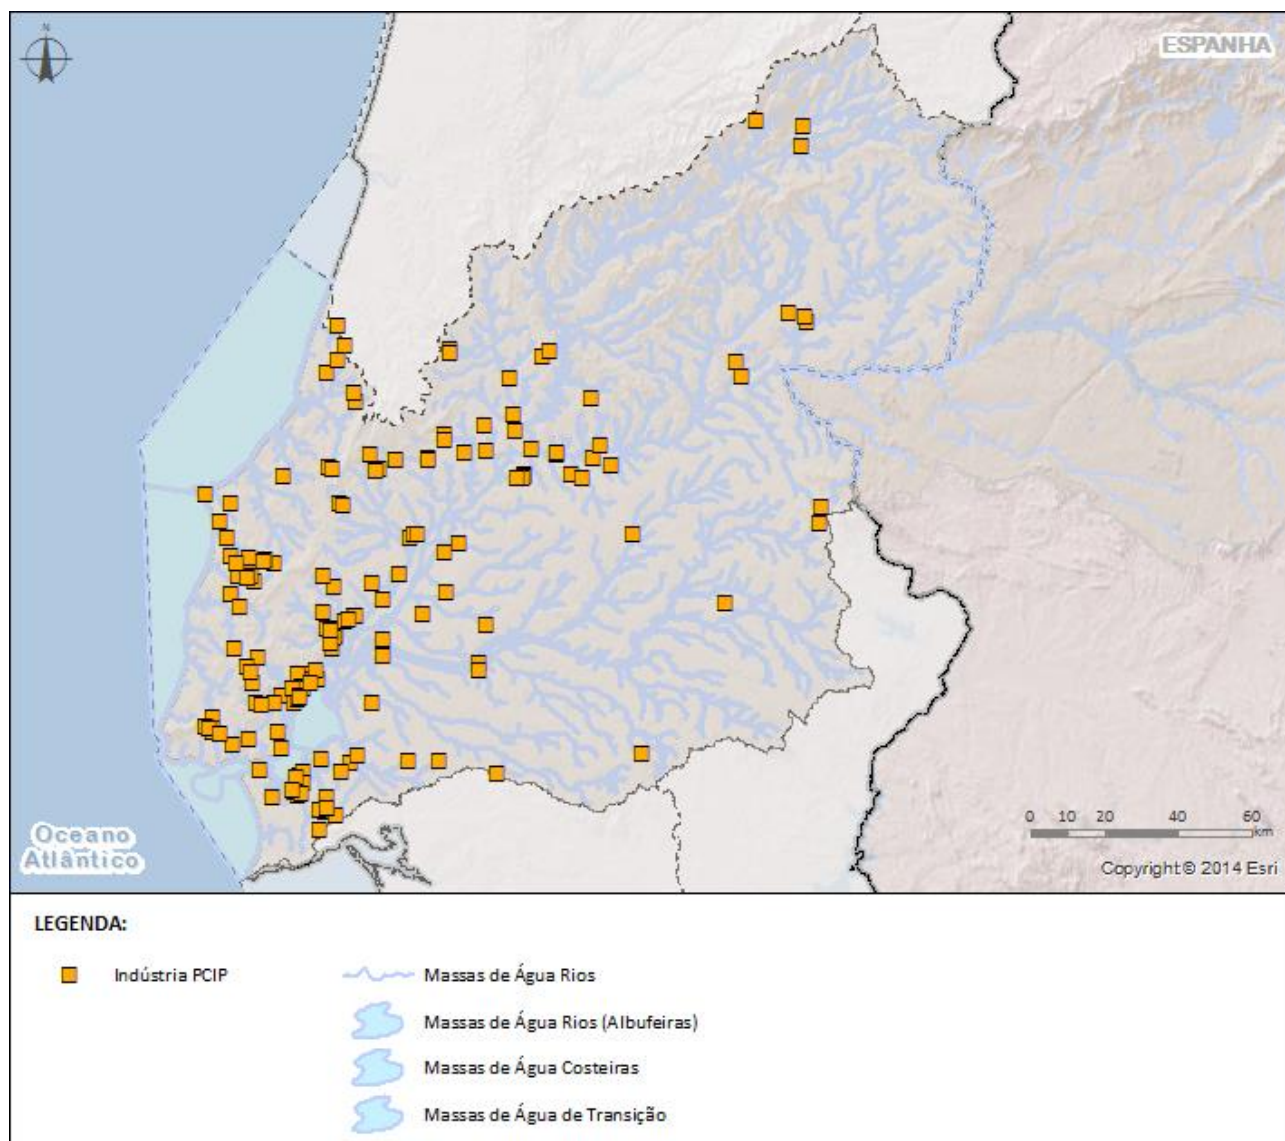 N
ESPANHA
Oceano
Atlântico
0 10 20 40 60
km
Copyright © 2014 Esri
LEGENDA:
Indústria PCIP
Massas de Água Rios
Massas de Água Rios (Albufeiras)
Massas de Água Costeiras
Massas de Água de Transição